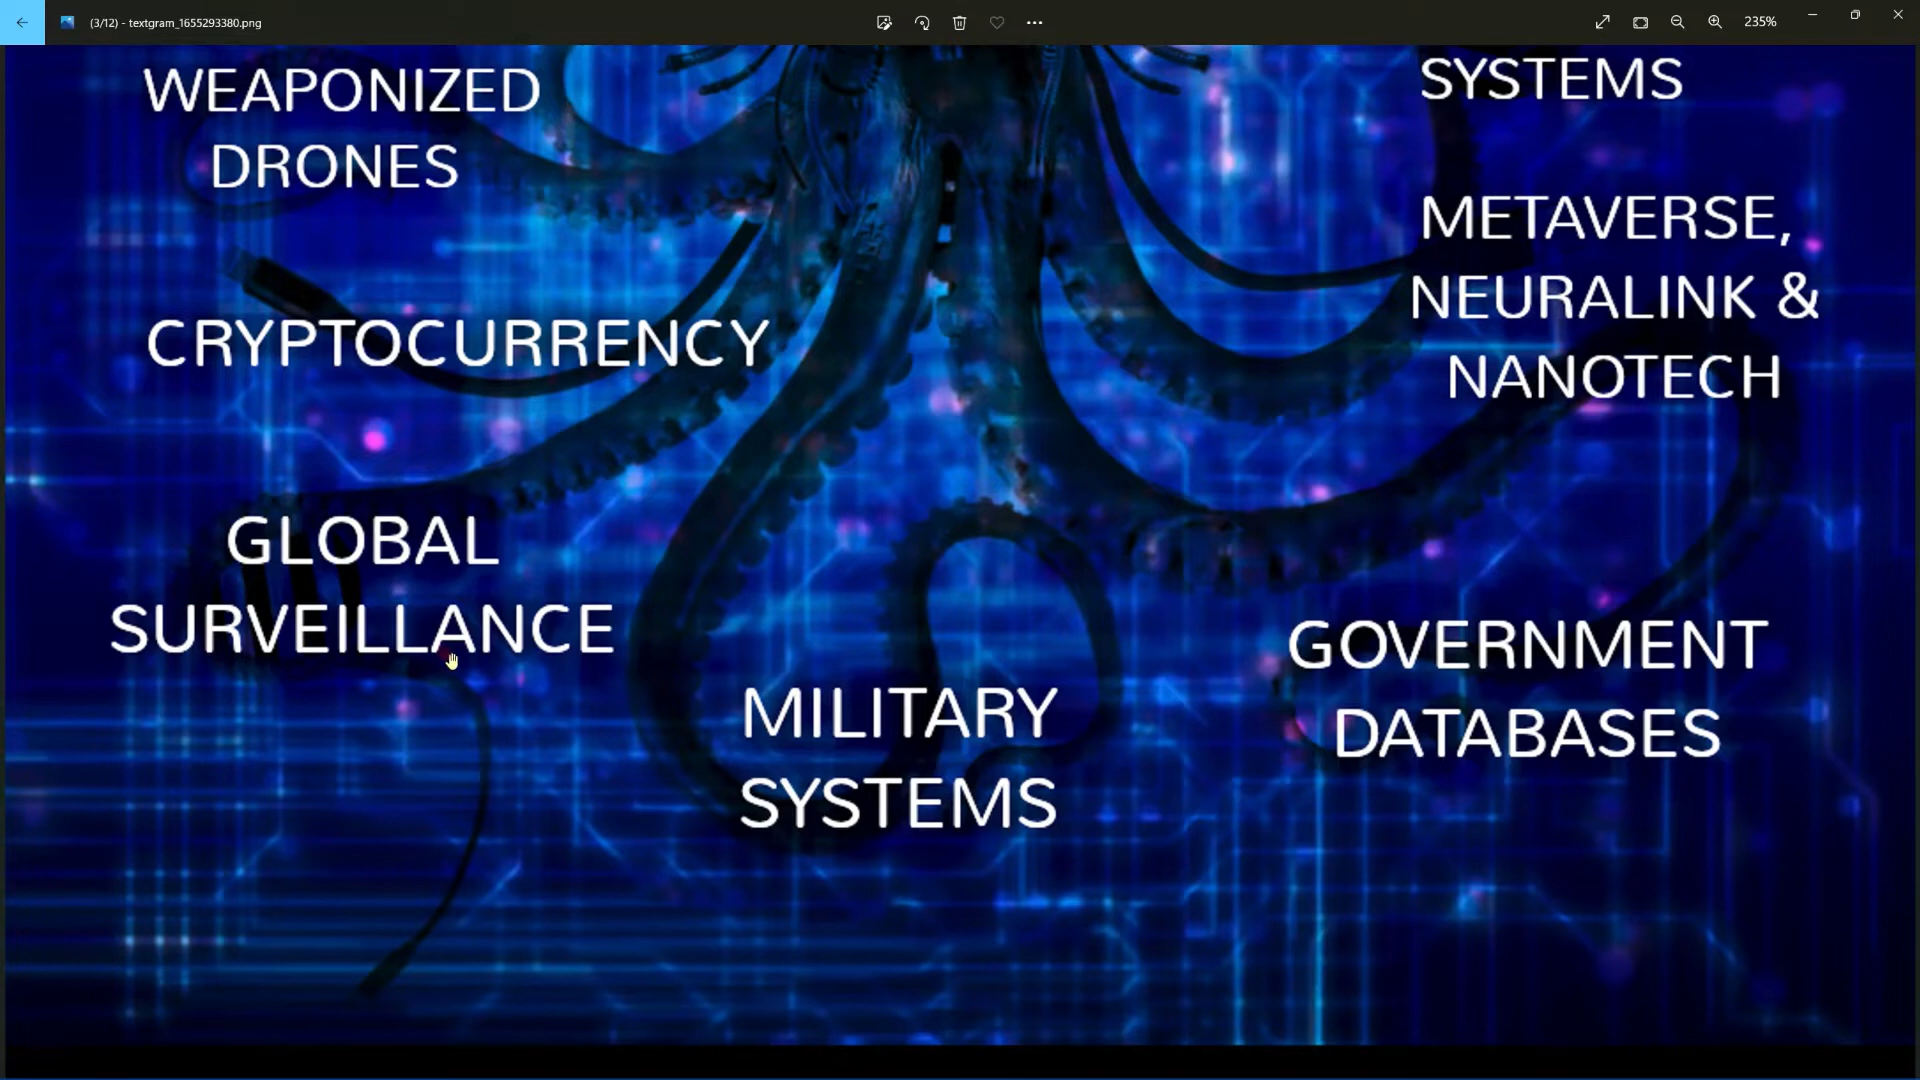 (3/12) - textgram_1655293380.png
235%
WEAPONIZED
DRONES
CRYPTOCURRENCY
GLOBAL
SURVEILLANCE
MILITARY
SYSTEMS
SYSTEMS
METAVERSE,
NEURALINK &
NANOTECH
GOVERNMENT
DATABASES